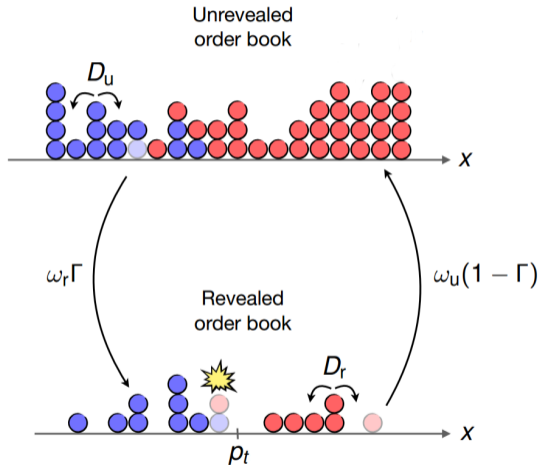 Unrevealed
order book
D_u
x
ω_rΓ
ω_u(1 − Γ)
Revealed
order book
D_r
x
p_t